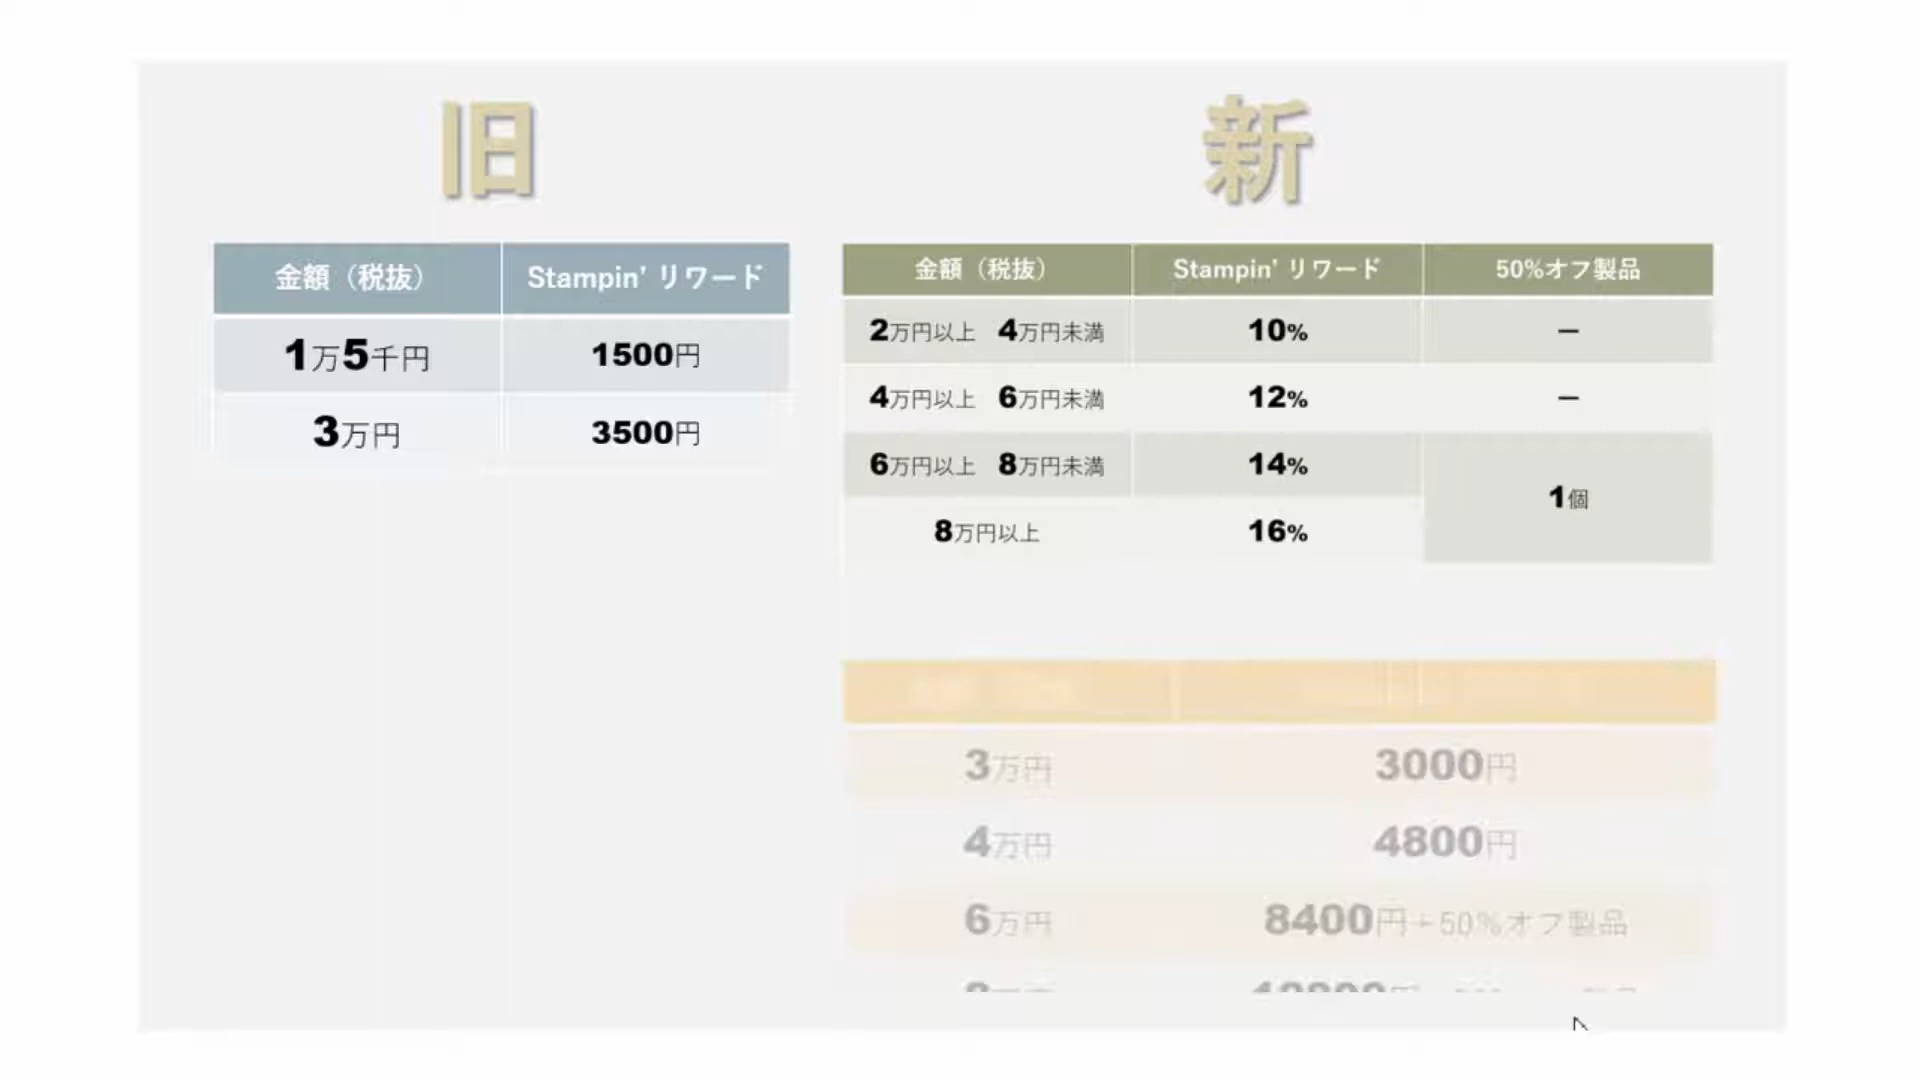 旧
新
金額（税抜） Stampin' リワード
1万5千円 1500円
3万円 3500円
金額（税抜） Stampin' リワード 50%オフ製品
2万円以上 4万円未満 10% ー
4万円以上 6万円未満 12% ー
6万円以上 8万円未満 14%
1個
8万円以上 16%
3万円 3000円
4万円 4800円
6万円 8400円+50%オフ製品